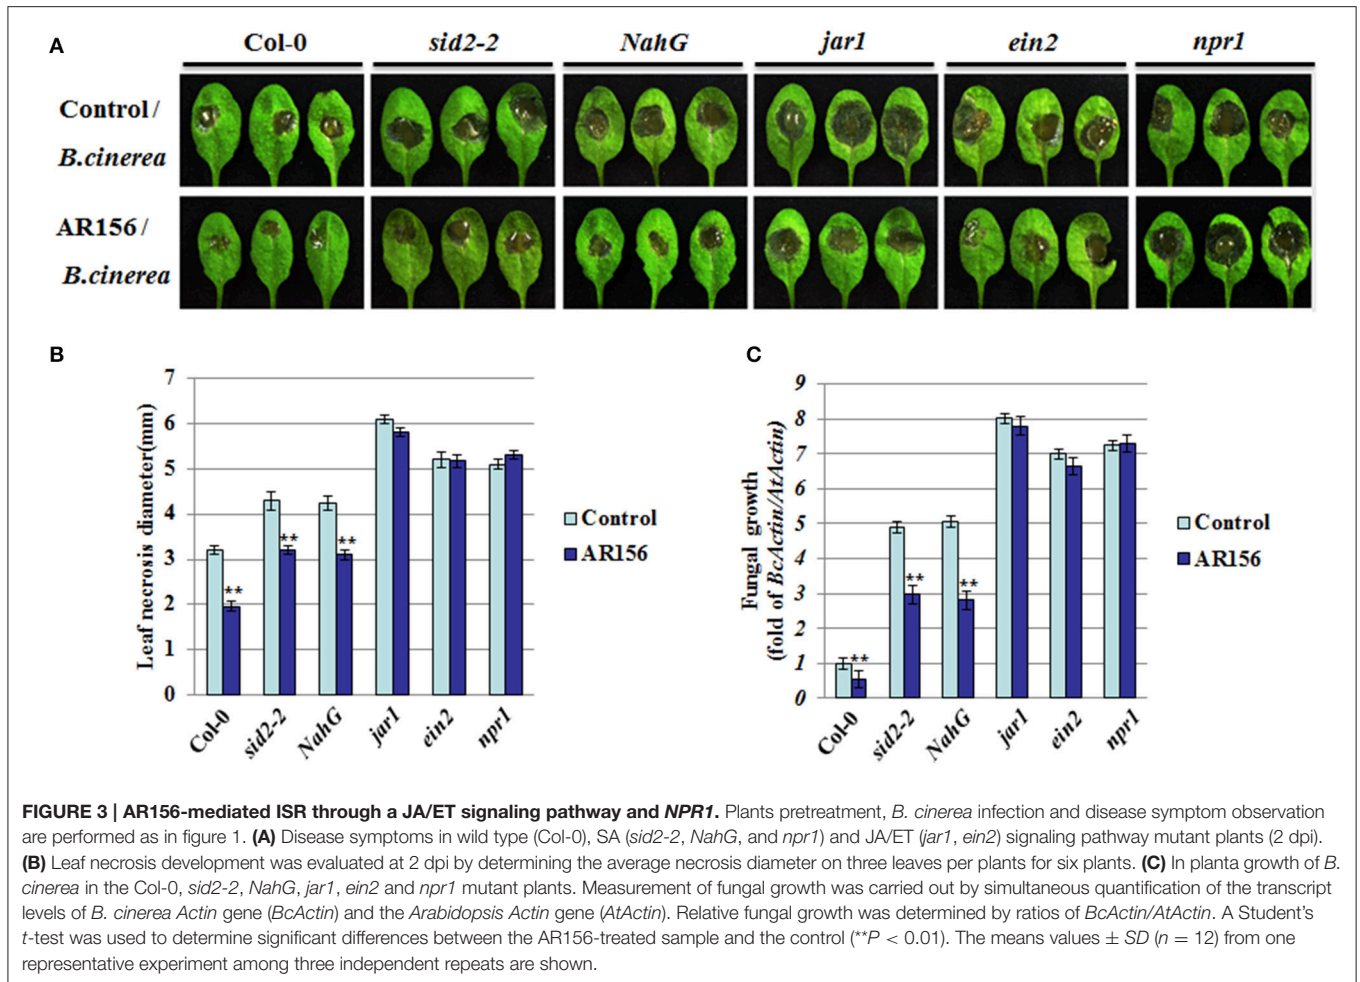 A
Col-0 sid2-2 NahG jar1 ein2 npr1
Control/
B.cinerea
AR156/
B.cinerea
B
Leaf necrosis diameter(mm)
7
6
5
4
3
2
1
0
**
**
**
Col-0 sid2-2 NahG jar1 ein2 npr1
Control
AR156
C
Fungal growth
(fold of BcActin/AtActin)
9
8
7
6
5
4
3
2
1
0
**
**
**
Col-0 sid2-2 NahG jar1 ein2 npr1
Control
AR156
FIGURE 3 | AR156-mediated ISR through a JA/ET signaling pathway and NPR1. Plants pretreatment, B. cinerea infection and disease symptom observation
are performed as in figure 1. (A) Disease symptoms in wild type (Col-0), SA (sid2-2, NahG, and npr1) and JA/ET (jar1, ein2) signaling pathway mutant plants (2 dpi).
(B) Leaf necrosis development was evaluated at 2 dpi by determining the average necrosis diameter on three leaves per plants for six plants. (C) In planta growth of B.
cinerea in the Col-0, sid2-2, NahG, jar1, ein2 and npr1 mutant plants. Measurement of fungal growth was carried out by simultaneous quantification of the transcript
levels of B. cinerea Actin gene (BcActin) and the Arabidopsis Actin gene (AtActin). Relative fungal growth was determined by ratios of BcActin/AtActin. A Student's
t-test was used to determine significant differences between the AR156-treated sample and the control (**P < 0.01). The means values ± SD (n = 12) from one
representative experiment among three independent repeats are shown.